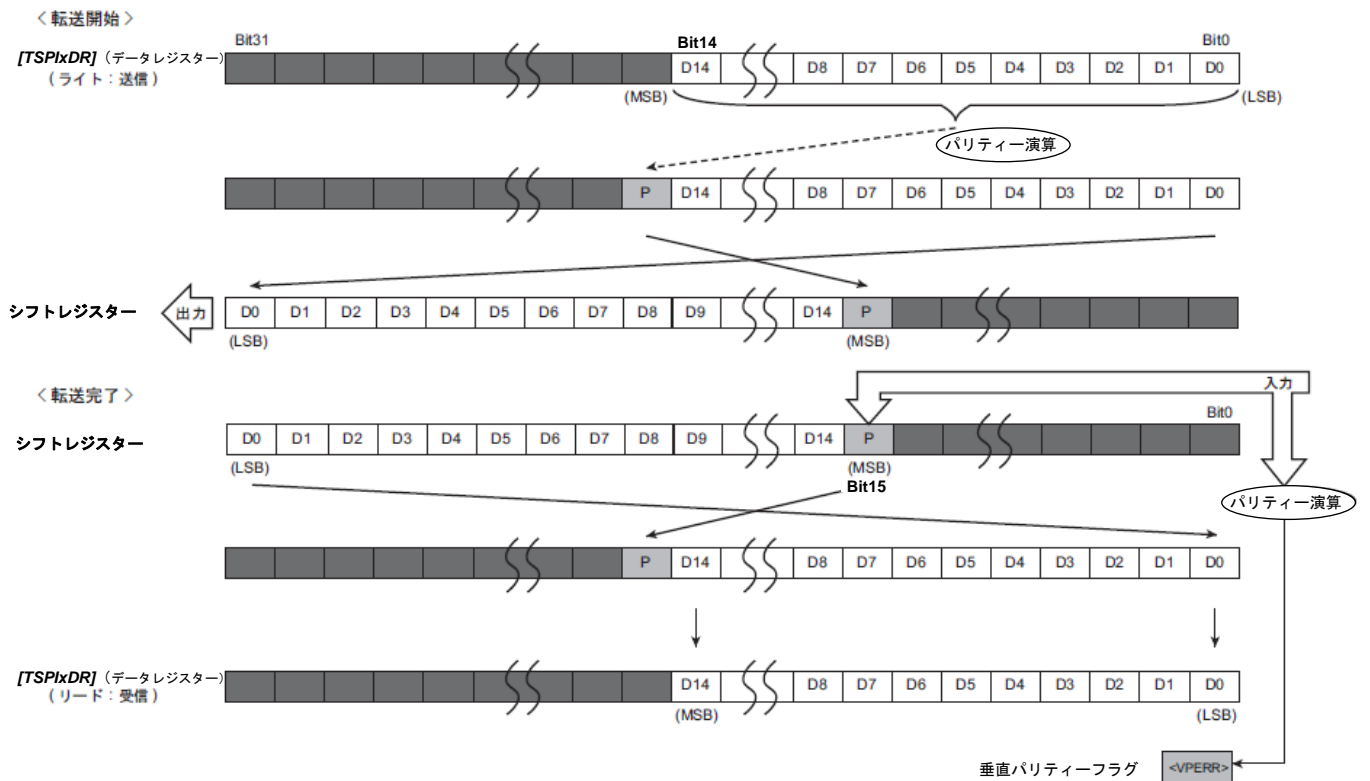 ＜転送開始＞
Bit31 Bit14 Bit0
[TSPIxDR]（データレジスター） D14 D8 D7 D6 D5 D4 D3 D2 D1 D0
（ライト：送信）
(MSB) (LSB)
パリティー演算
P D14 D8 D7 D6 D5 D4 D3 D2 D1 D0
シフトレジスター 出力 D0 D1 D2 D3 D4 D5 D6 D7 D8 D9 D14 P
(LSB) (MSB)
＜転送完了＞
入力
Bit0
シフトレジスター D0 D1 D2 D3 D4 D5 D6 D7 D8 D9 D14 P
(LSB) (MSB)
Bit15
パリティー演算
P D14 D8 D7 D6 D5 D4 D3 D2 D1 D0
[TSPIxDR]（データレジスター） D14 D8 D7 D6 D5 D4 D3 D2 D1 D0
（リード：受信）
(MSB) (LSB)
垂直パリティーフラグ <VPERR>